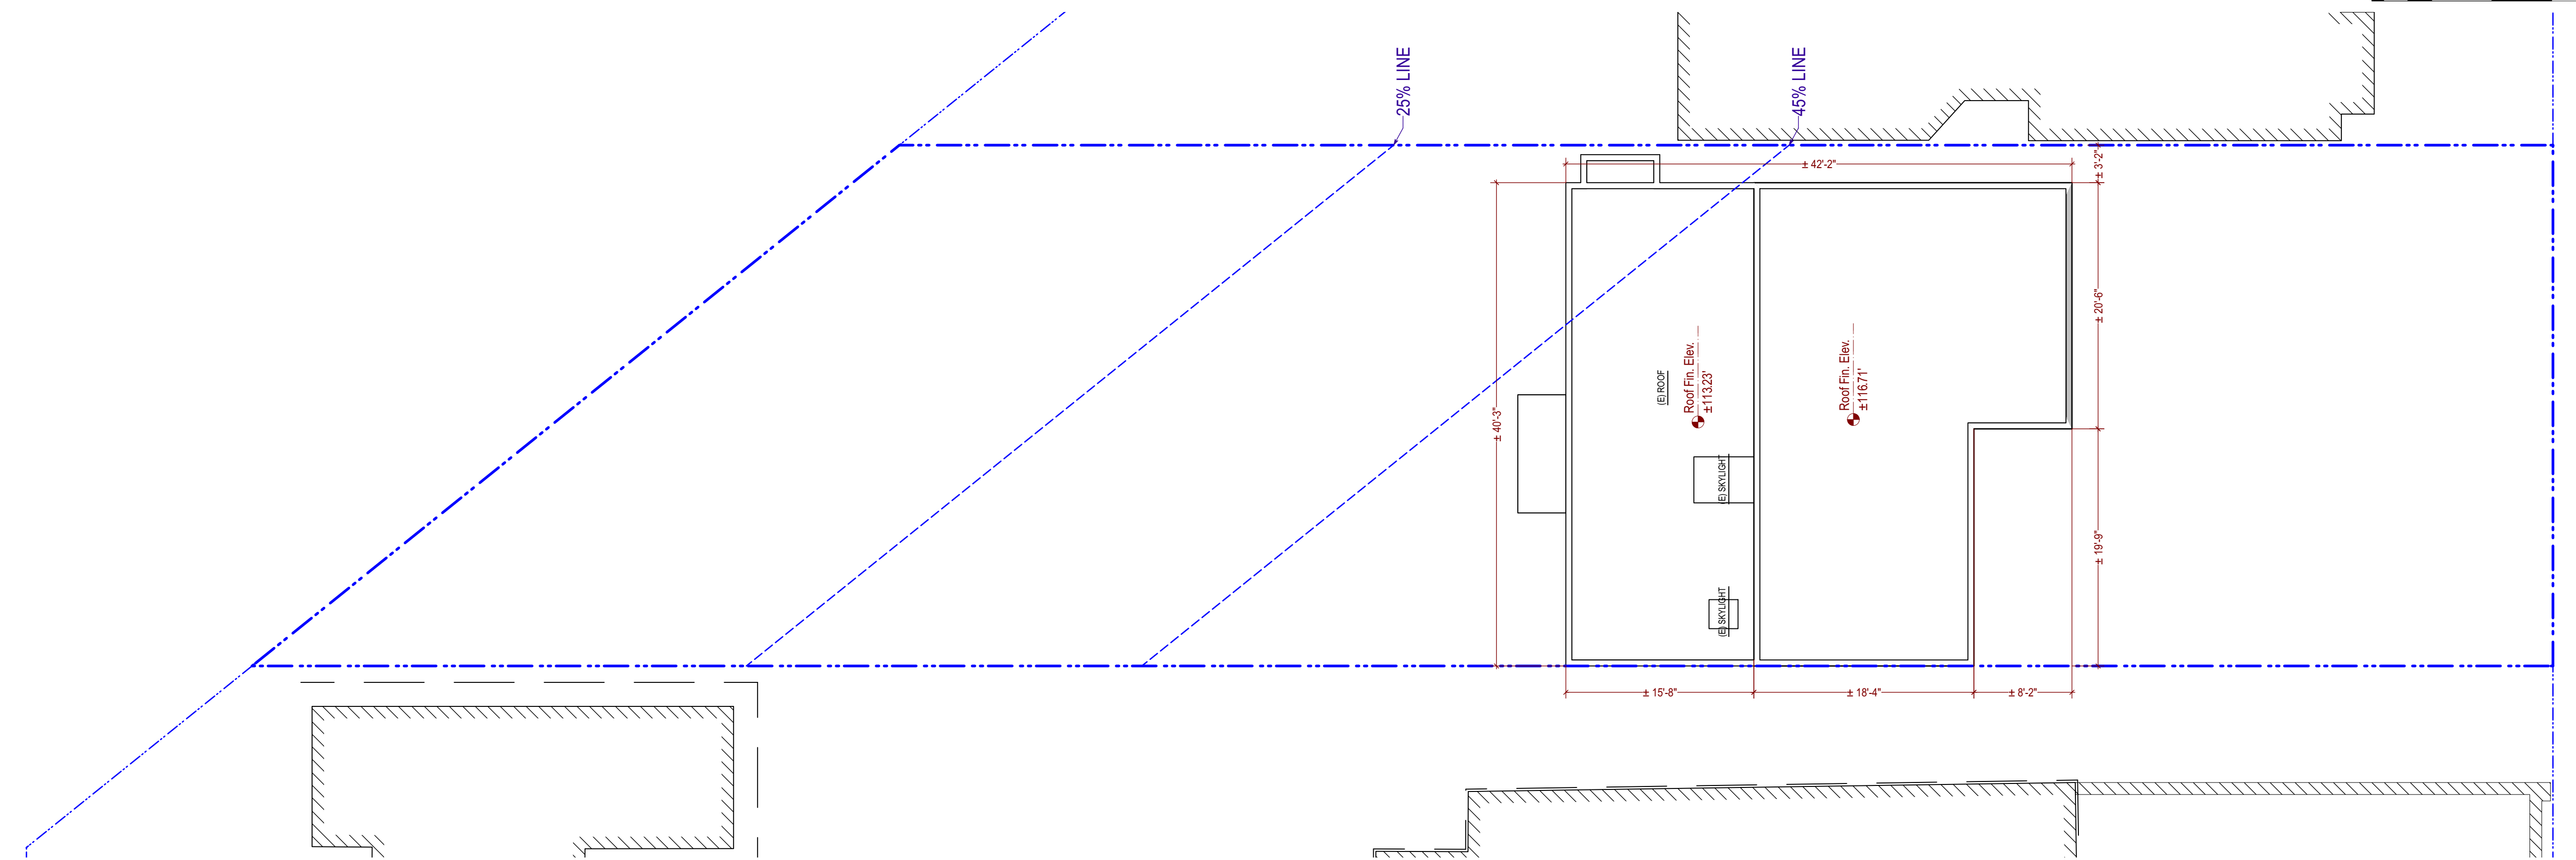 25% LINE
45% LINE
± 42'-2"
± 3'-2"
± 40'-3"
± 20'-6"
(E) ROOF
Roof Fin. Elev.
±113.23'
Roof Fin. Elev.
±116.71'
(E) SKYLIGHT
(E) SKYLIGHT
± 19'-9"
± 15'-8"
± 18'-4"
± 8'-2"